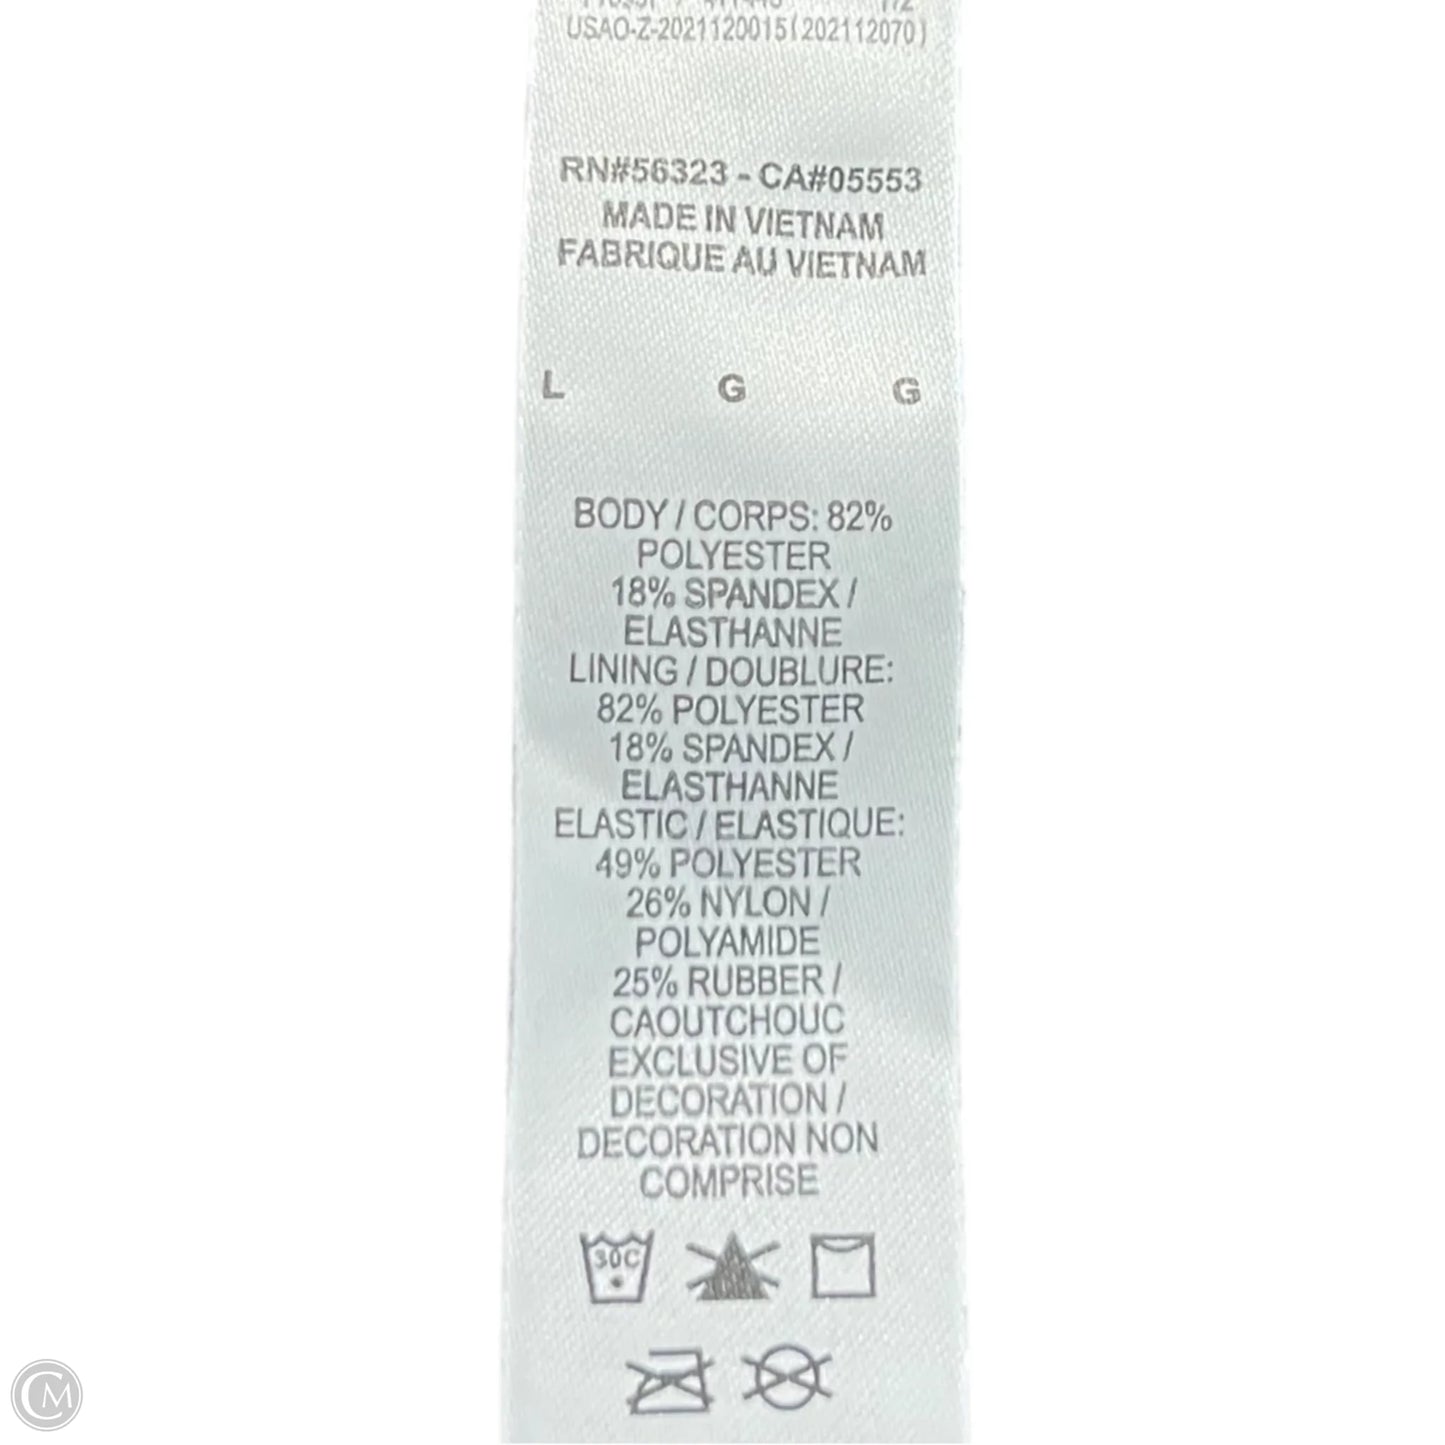 USAO-Z-2021120015(202112070)
RN#56323 - CA#05553
MADE IN VIETNAM
FABRIQUE AU VIETNAM
L G G
BODY / CORPS: 82%
POLYESTER
18% SPANDEX /
ELASTHANNE
LINING / DOUBLURE:
82% POLYESTER
18% SPANDEX /
ELASTHANNE
ELASTIC / ELASTIQUE:
49% POLYESTER
26% NYLON /
POLYAMIDE
25% RUBBER /
CAOUTCHOUC
EXCLUSIVE OF
DECORATION /
DECORATION NON
COMPRISE
30C
CM